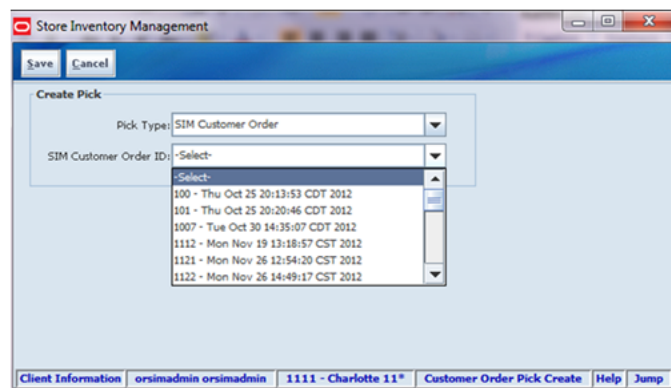 Store Inventory Management
Save Cancel
Create Pick
Pick Type: SIM Customer Order
SIM Customer Order ID: -Select-
-Select-
100 - Thu Oct 25 20:13:53 CDT 2012
101 - Thu Oct 25 20:20:46 CDT 2012
1007 - Tue Oct 30 14:35:07 CDT 2012
1112 - Mon Nov 19 13:18:57 CST 2012
1121 - Mon Nov 26 12:54:20 CST 2012
1122 - Mon Nov 26 14:49:17 CST 2012
Client Information orsimadmin orsimadmin 1111 - Charlotte 11* Customer Order Pick Create Help Jump